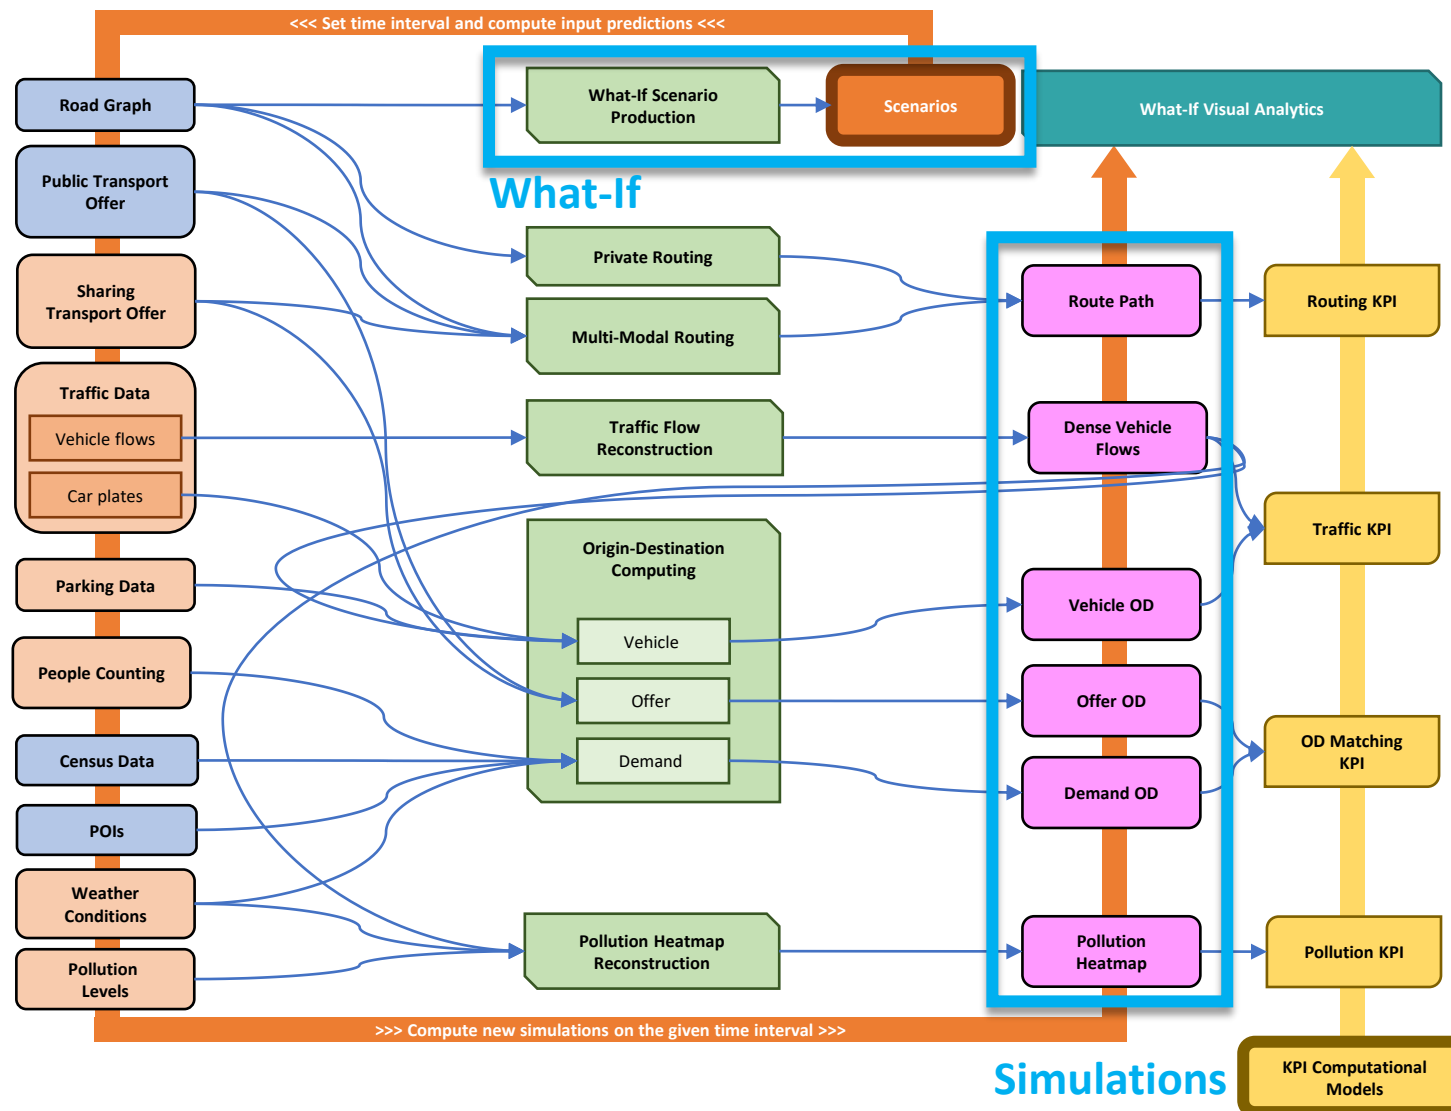 <<< Set time interval and compute input predictions <<<
Road Graph
What-If Scenario
Production
Scenarios
What-If Visual Analytics
Public Transport
Offer
What-If
Private Routing
Sharing
Transport Offer
Route Path
Routing KPI
Multi-Modal Routing
Traffic Data
Vehicle flows
Car plates
Traffic Flow
Reconstruction
Dense Vehicle
Flows
Traffic KPI
Origin-Destination
Computing
Parking Data
Vehicle
Vehicle OD
People Counting
Offer
Offer OD
Census Data
Demand
OD Matching
KPI
Demand OD
POIs
Weather
Conditions
Pollution Heatmap
Reconstruction
Pollution
Heatmap
Pollution KPI
Pollution
Levels
>>> Compute new simulations on the given time interval >>>
Simulations
KPI Computational
Models